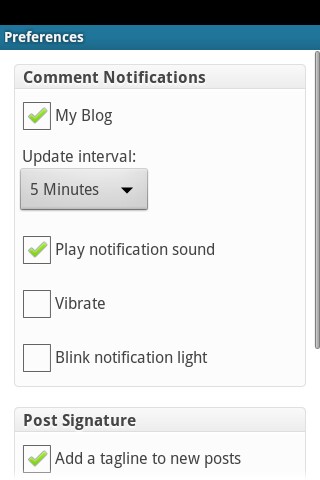 Preferences
Comment Notifications
My Blog
Update interval:
5 Minutes
Play notification sound
Vibrate
Blink notification light
Post Signature
Add a tagline to new posts